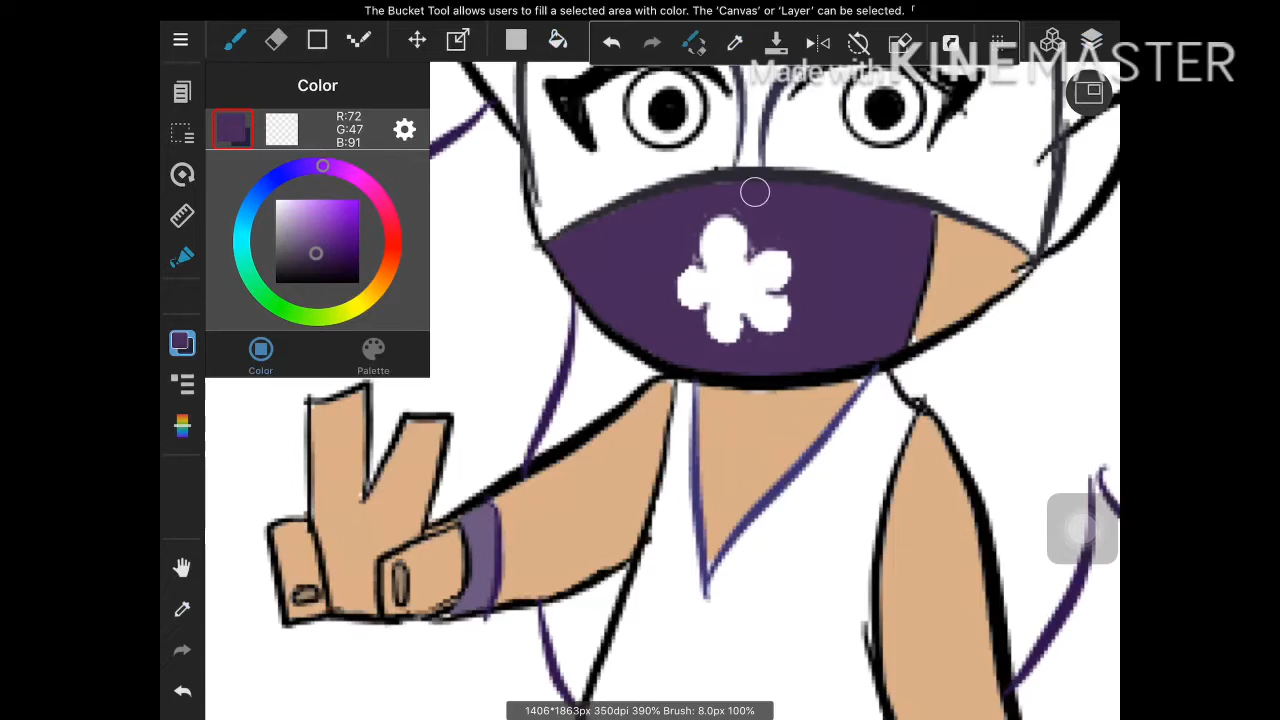 The Bucket Tool allows users to fill a selected area with color. The ‘Canvas’ or ‘Layer’ can be selected. 「
Made with KINEMASTER
Color
R:72
G:47
B:91
Color
Palette
1406*1863px 350dpi 390% Brush: 8.0px 100%